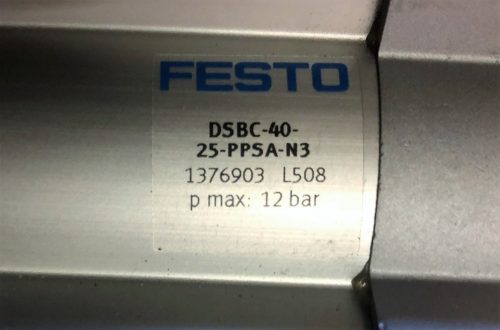 FESTO
DSBC-40-
25-PPSA-N3
1376903 L508
p max: 12 bar